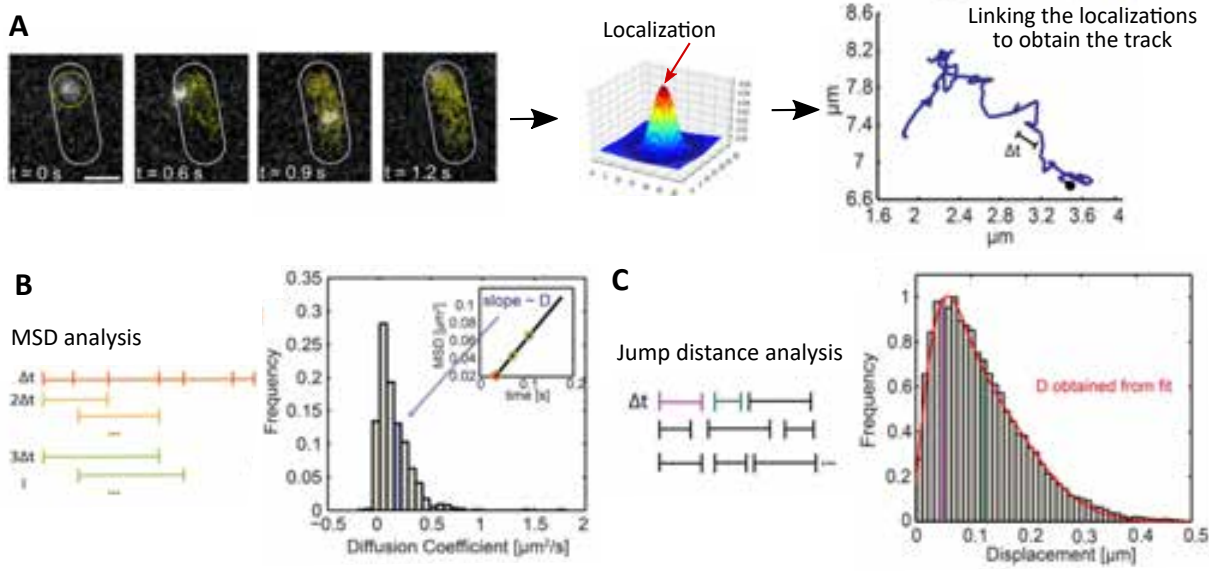 A
t = 0 s
t = 0.6 s
t = 0.9 s
t = 1.2 s
Localization
Linking the localizations
to obtain the track
8.6
8.2
7.8
7.4
7
6.6
µm
Δt
1.6
2
2.4
2.8
3.2
3.6
4
µm
B
MSD analysis
Δt
2Δt
...
3Δt
...
0.35
0.3
0.25
0.2
0.15
0.1
0.05
0
Frequency
slope ~ D
MSD [µm²]
0.1
0.08
0.06
0.04
0.02
0
0.1
0.2
time [s]
−0.5
0
0.5
1
1.5
2
Diffusion Coefficient [µm²/s]
C
Jump distance analysis
Δt
...
1
0.8
0.6
0.4
0.2
0
Frequency
D obtained from fit
0
0.1
0.2
0.3
0.4
0.5
Displacement [µm]